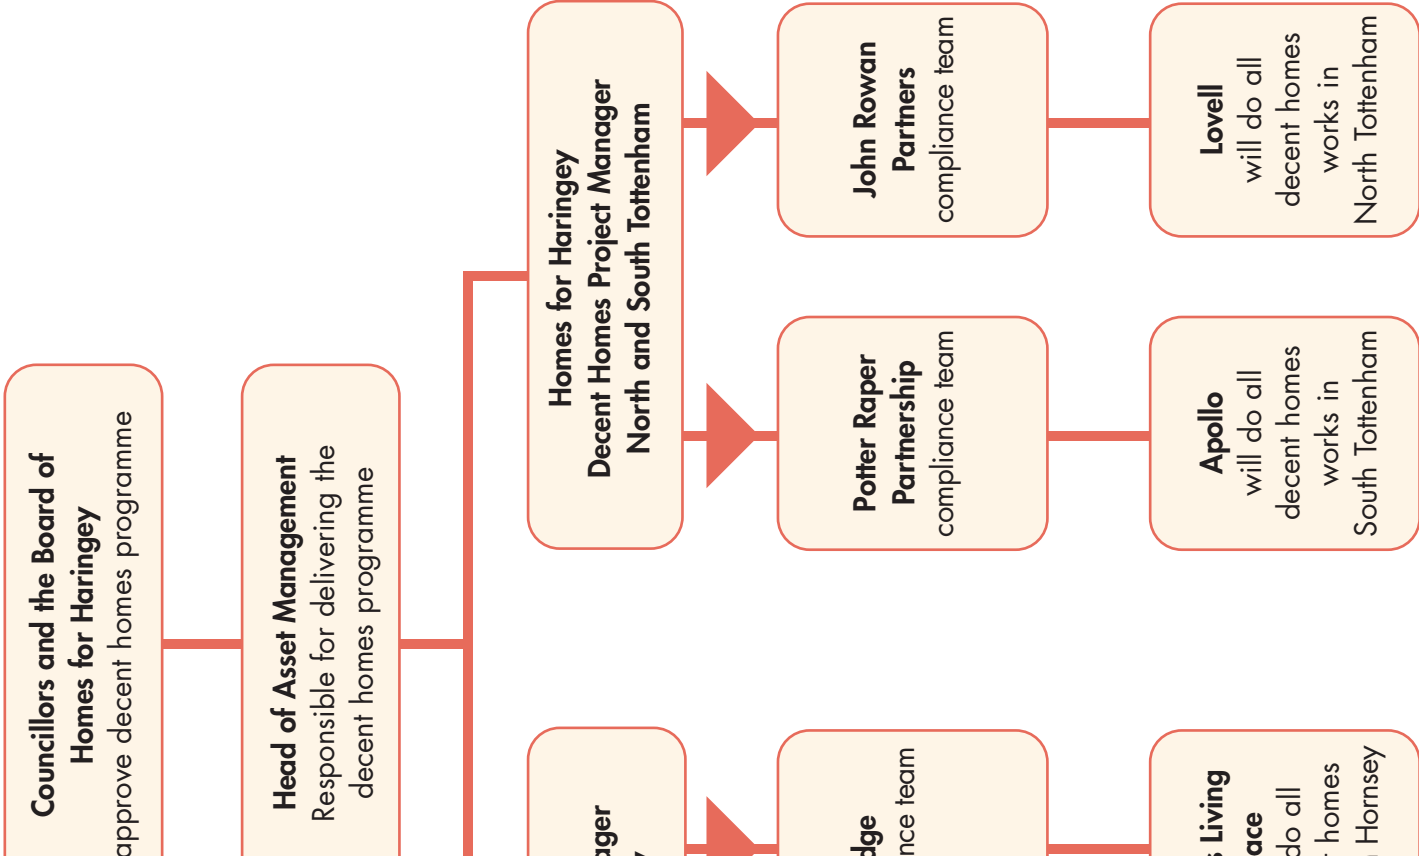 Councillors and the Board of
Homes for Haringey
approve decent homes programme
Head of Asset Management
Responsible for delivering the
decent homes programme
Homes for Haringey
Decent Homes Project Manager
North and South Tottenham
John Rowan
Partners
compliance team
Lovell
will do all
decent homes
works in
North Tottenham
Potter Raper
Partnership
compliance team
Apollo
will do all
decent homes
works in
South Tottenham
team
Living
do all
homes
Hornsey